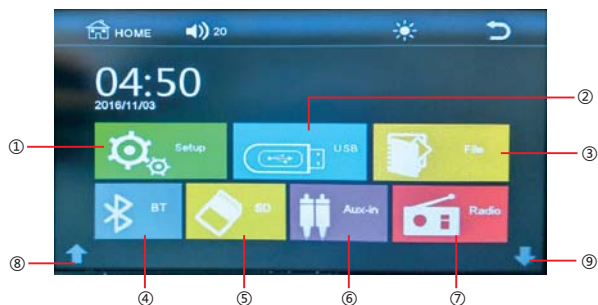 HOME 20
04:50
2016/11/03
②
① Setup USB File ③
BT SD Aux-in Radio
⑧ ④ ⑤ ⑥ ⑦ ⑨